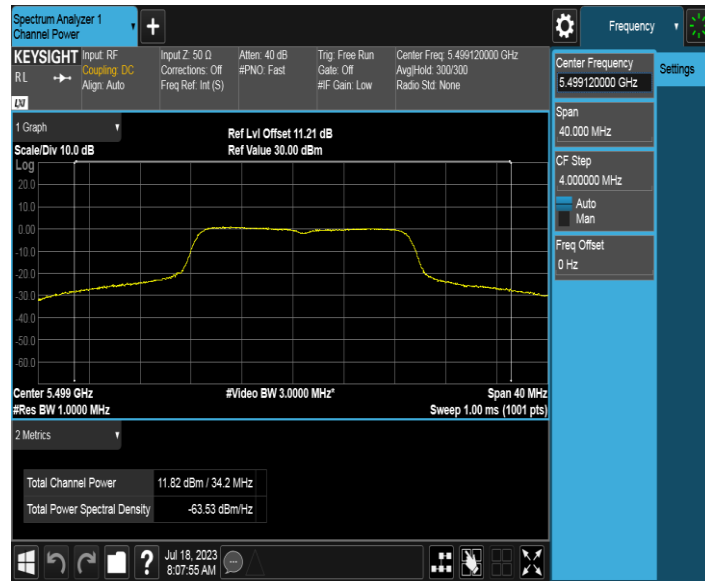 Spectrum Analyzer 1
Channel Power
+
Frequency
KEYSIGHT
RL
LXI
Input: RF
Coupling: DC
Align: Auto
Input Z: 50 Ω
Corrections: Off
Freq Ref: Int (S)
Atten: 40 dB
#PNO: Fast
Trig: Free Run
Gate: Off
#IF Gain: Low
Center Freq: 5.499120000 GHz
Avg|Hold: 300/300
Radio Std: None
Center Frequency
5.499120000 GHz
Settings
Span
40.000 MHz
CF Step
4.000000 MHz
Auto
Man
Freq Offset
0 Hz
1 Graph
Scale/Div 10.0 dB
Ref Lvl Offset 11.21 dB
Ref Value 30.00 dBm
Log
20.0
10.0
0.00
-10.0
-20.0
-30.0
-40.0
-50.0
-60.0
Center 5.499 GHz
#Video BW 3.0000 MHz*
Span 40 MHz
#Res BW 1.0000 MHz
Sweep 1.00 ms (1001 pts)
2 Metrics
Total Channel Power 11.82 dBm / 34.2 MHz
Total Power Spectral Density -63.53 dBm/Hz
?
Jul 18, 2023
8:07:55 AM